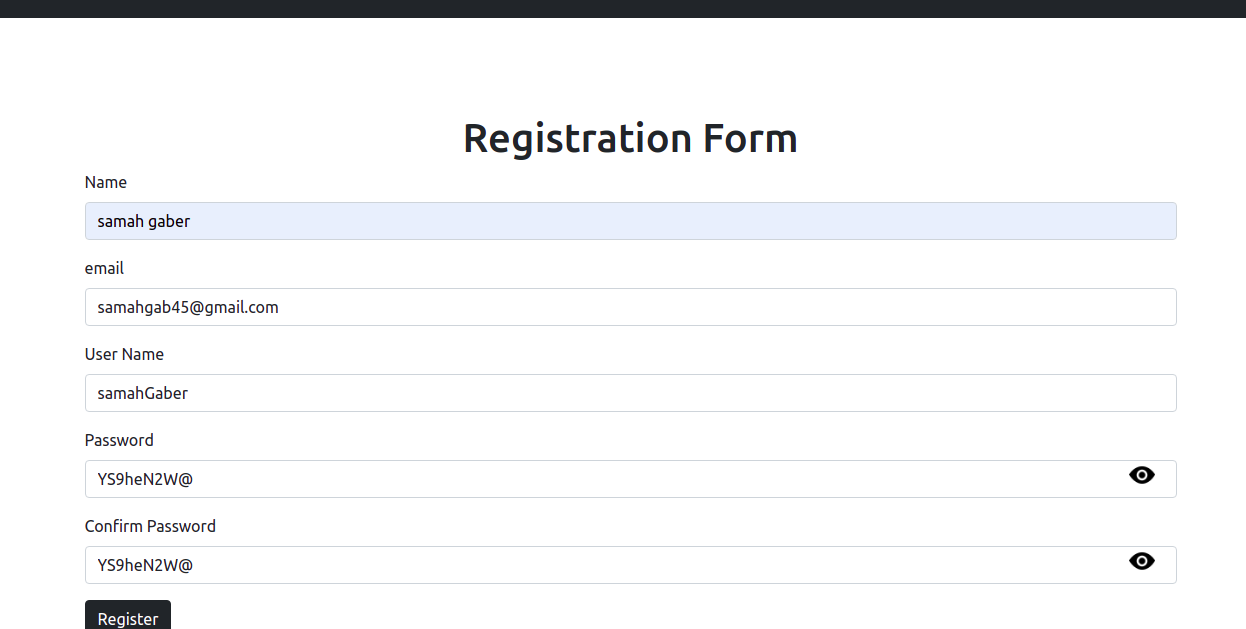 Registration Form
Name
samah gaber
email
samahgab45@gmail.com
User Name
samahGaber
Password
YS9heN2W@
Confirm Password
YS9heN2W@
Register